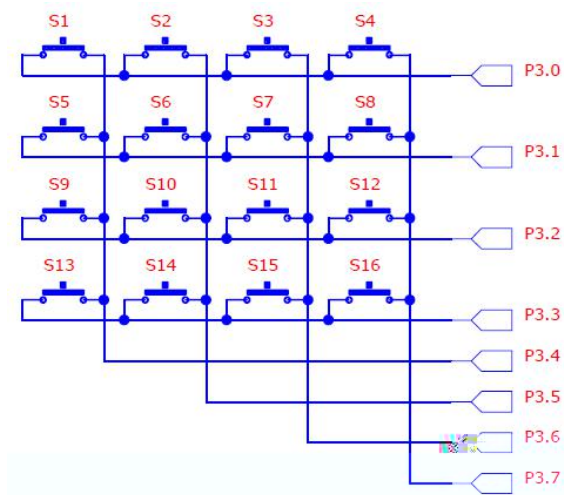 S1 S2 S3 S4
P3.0
S5 S6 S7 S8
P3.1
S9 S10 S11 S12
P3.2
S13 S14 S15 S16
P3.3
P3.4
P3.5
P3.6
P3.7